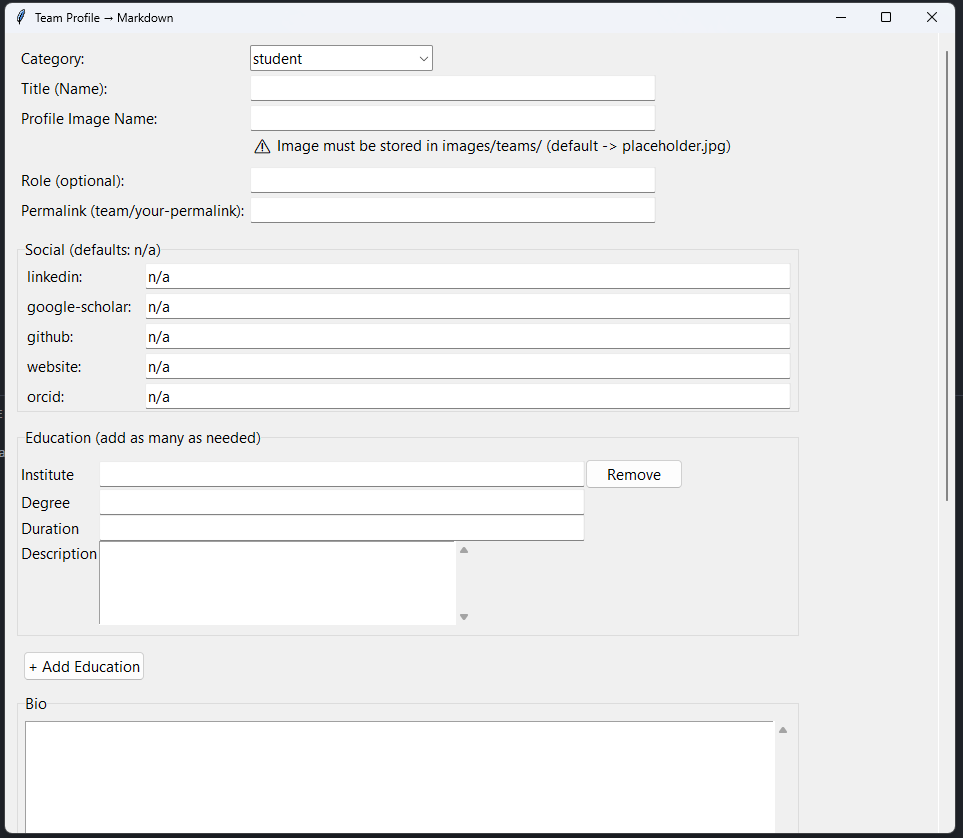 Team Profile → Markdown
Category:
student
Title (Name):
Profile Image Name:
⚠ Image must be stored in images/teams/ (default -> placeholder.jpg)
Role (optional):
Permalink (team/your-permalink):
Social (defaults: n/a)
linkedin: n/a
google-scholar: n/a
github: n/a
website: n/a
orcid: n/a
Education (add as many as needed)
Institute
Remove
Degree
Duration
Description
+ Add Education
Bio